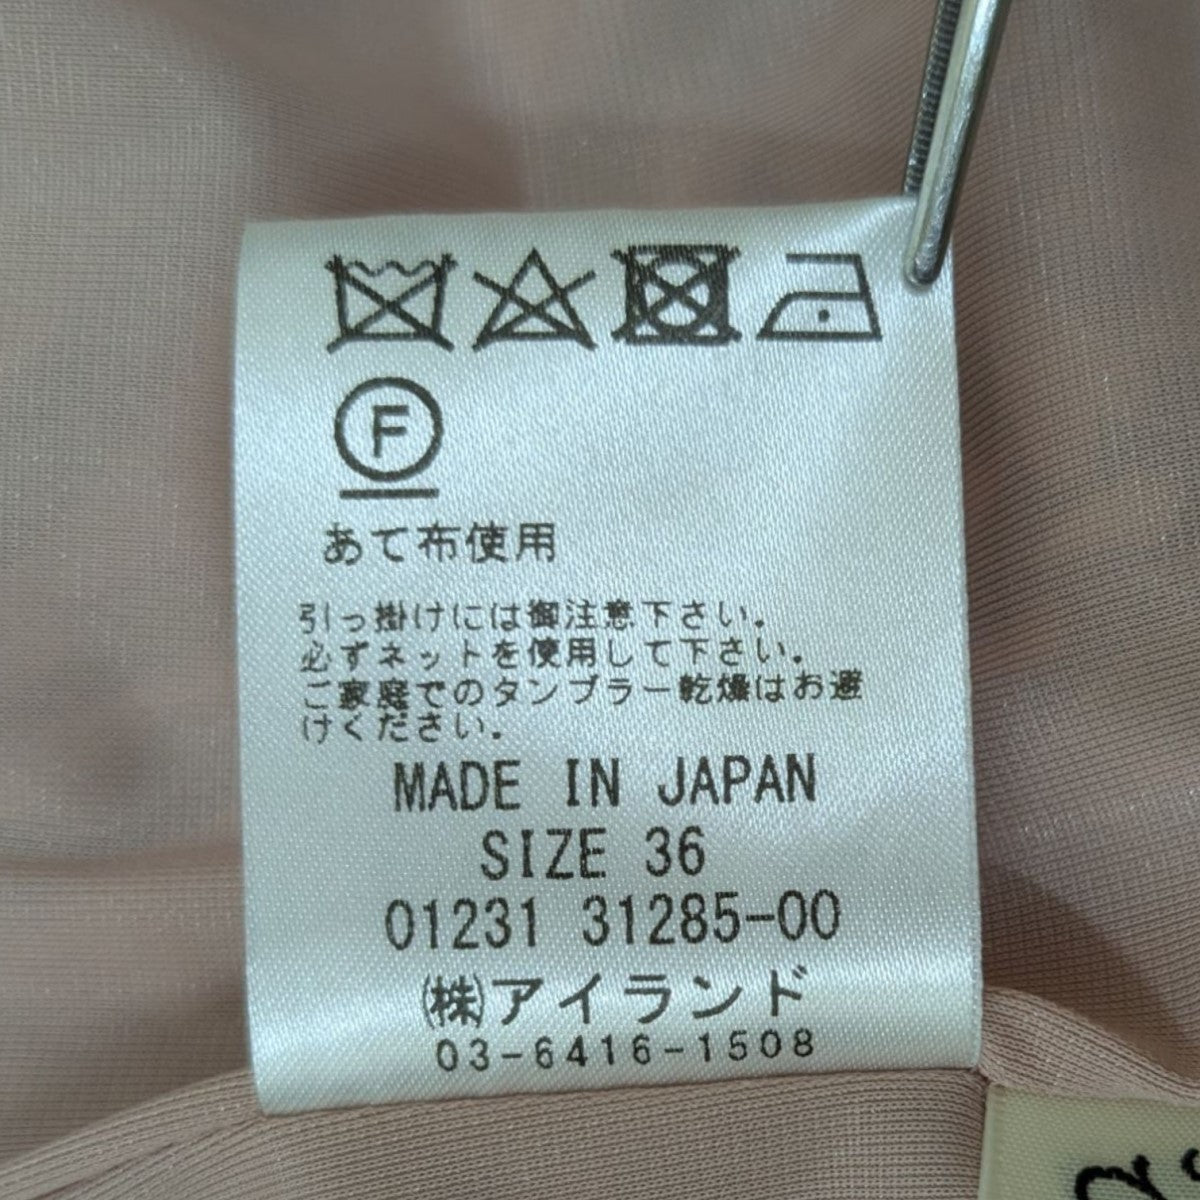 F
あて布使用
引っ掛けには御注意下さい。
必ずネットを使用して下さい。
ご家庭でのタンブラー乾燥はお避
けください。
MADE IN JAPAN
SIZE 36
01231 31285-00
㈱アイランド
03-6416-1508